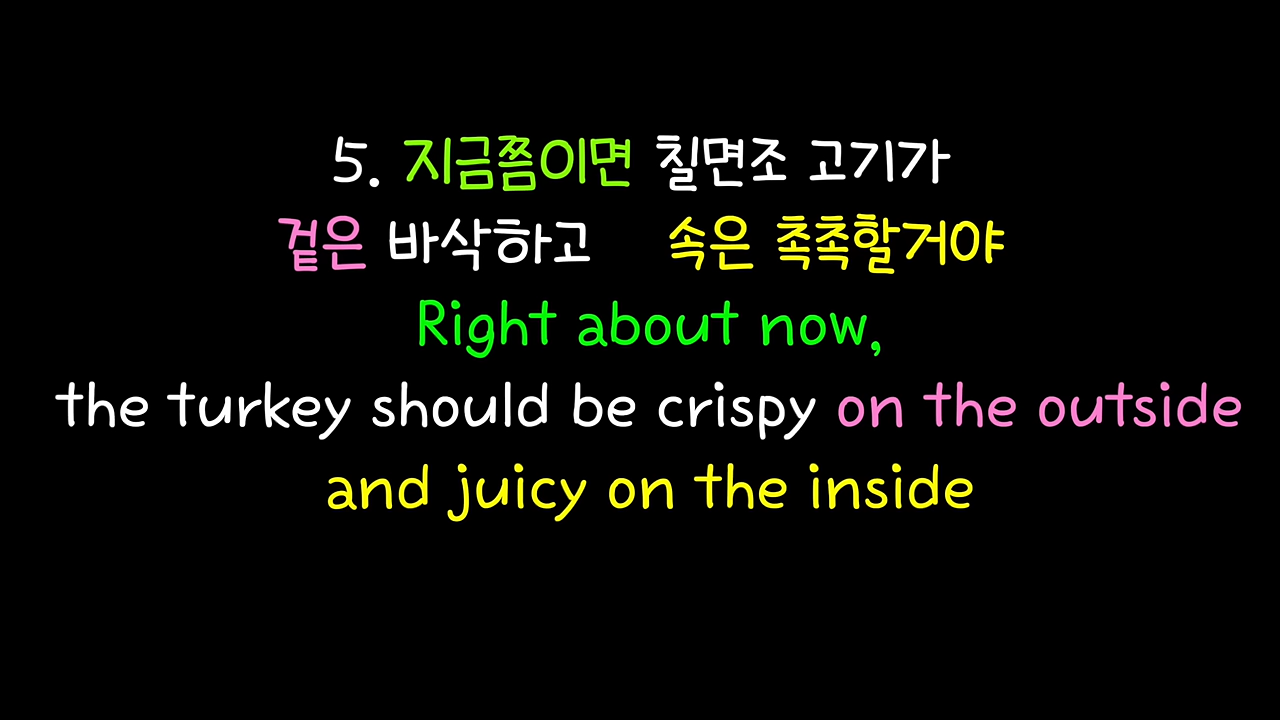 5. 지금쯤이면 칠면조 고기가
겉은 바삭하고 속은 촉촉할거야
Right about now,
the turkey should be crispy on the outside
and juicy on the inside